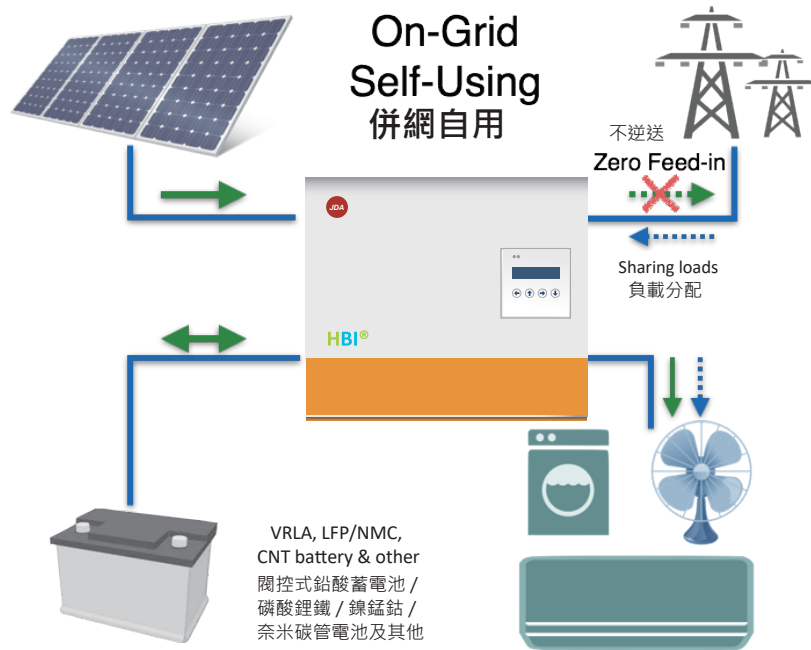 On-Grid
Self-Using
併網自用
不逆送
Zero Feed-in
Sharing loads
負載分配
JDA
HBI®
VRLA, LFP/NMC,
CNT battery & other
閥控式鉛酸蓄電池 /
磷酸鋰鐵 / 鎳錳鈷 /
奈米碳管電池及其他